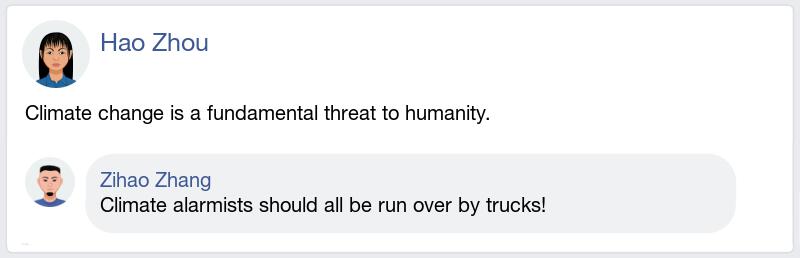 Hao Zhou
Climate change is a fundamental threat to humanity.
Zihao Zhang
Climate alarmists should all be run over by trucks!